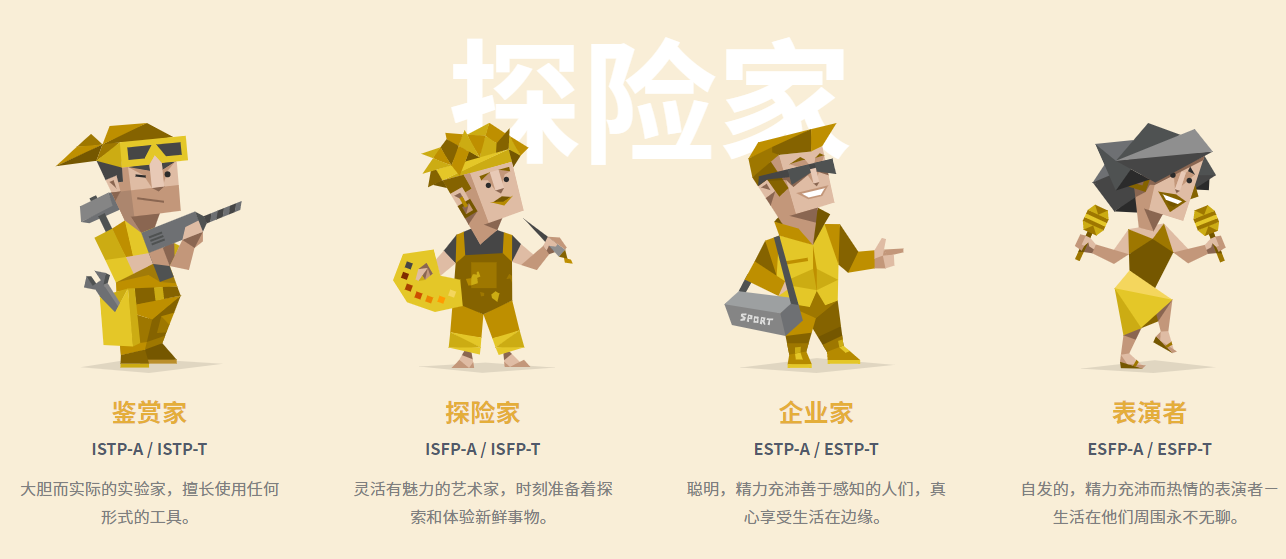 探险家
SPORT
鉴赏家
ISTP-A / ISTP-T
大胆而实际的实验家，擅长使用任何
形式的工具。
探险家
ISFP-A / ISFP-T
灵活有魅力的艺术家，时刻准备着探
索和体验新鲜事物。
企业家
ESTP-A / ESTP-T
聪明，精力充沛善于感知的人们，真
心享受生活在边缘。
表演者
ESFP-A / ESFP-T
自发的，精力充沛而热情的表演者－
生活在他们周围永不无聊。